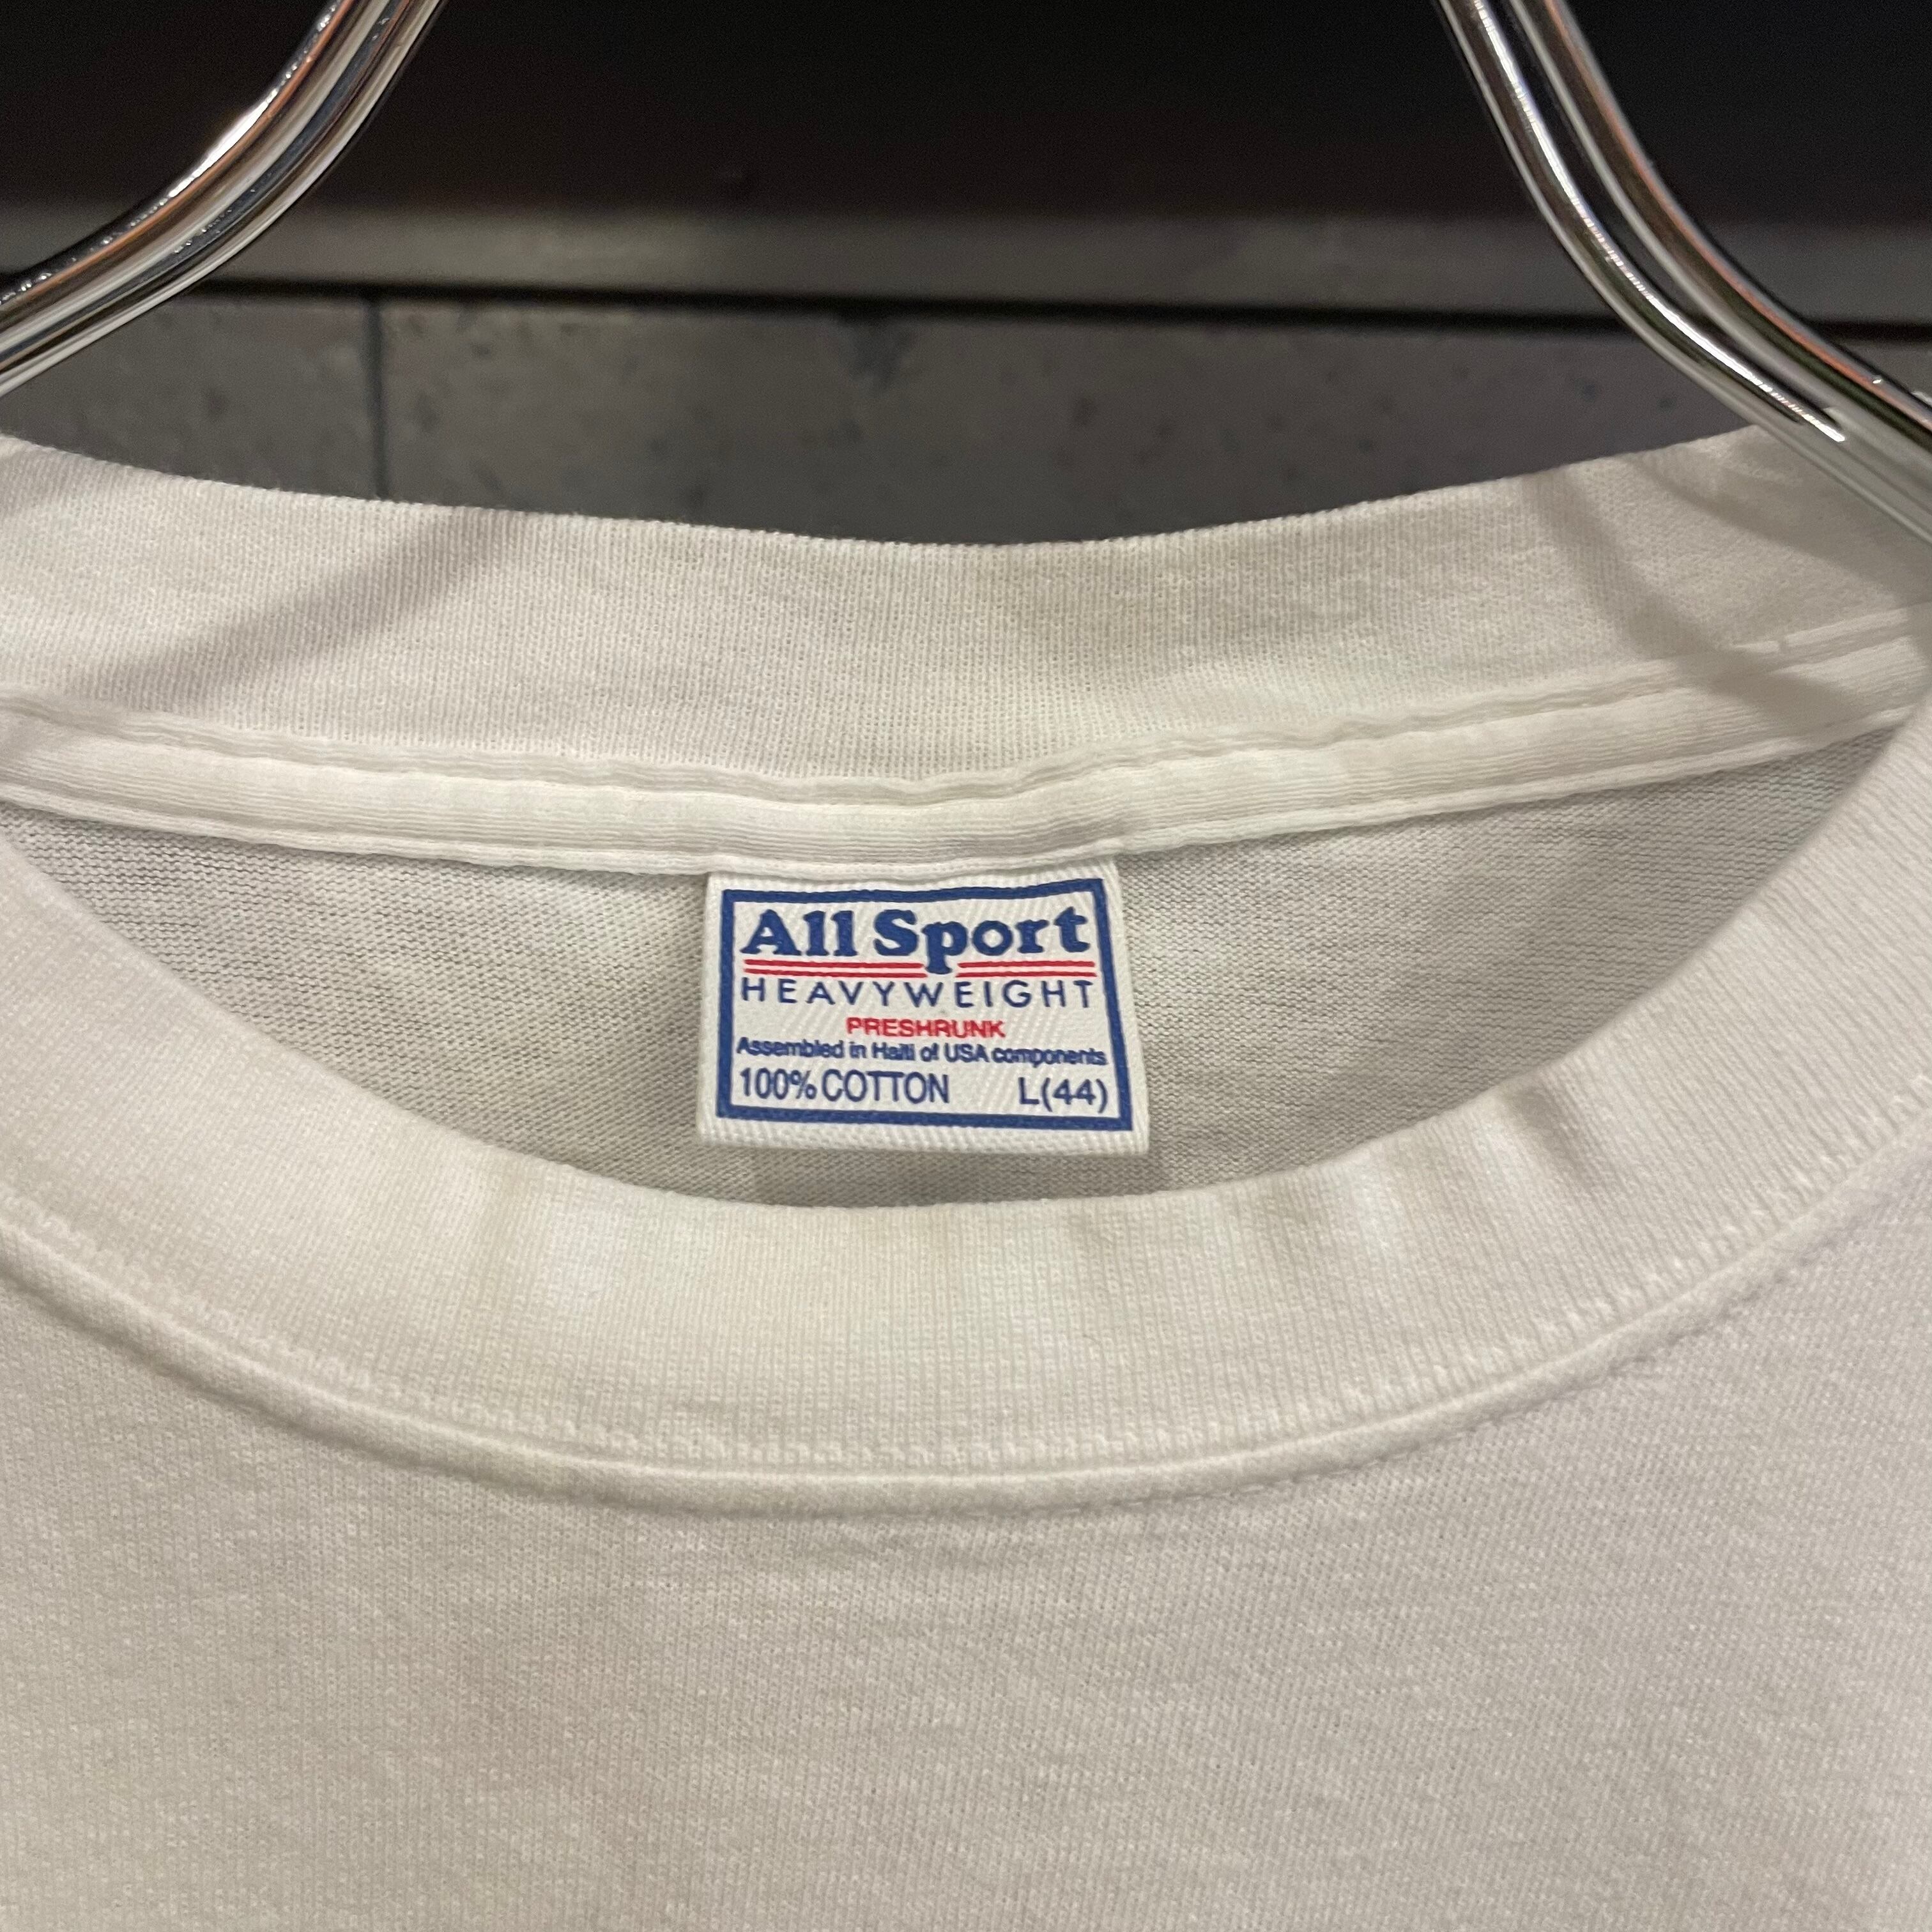 All Sport
HEAVYWEIGHT
PRESHRUNK
Assembled in Haiti of USA components
100% COTTON L(44)